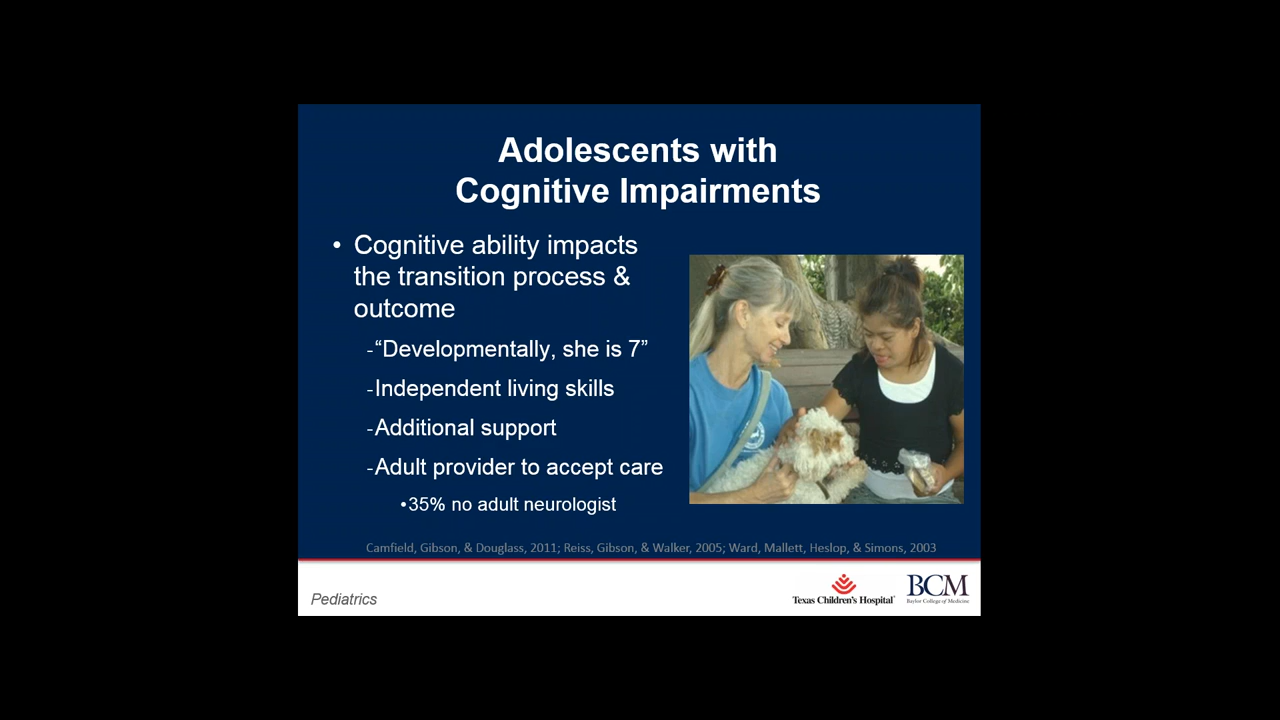 Adolescents with
Cognitive Impairments
• Cognitive ability impacts
the transition process &
outcome
-“Developmentally, she is 7”
-Independent living skills
-Additional support
-Adult provider to accept care
•35% no adult neurologist
Camfield, Gibson, & Douglass, 2011; Reiss, Gibson, & Walker, 2005; Ward, Mallett, Heslop, & Simons, 2003
Pediatrics
Texas Children's Hospital
BCM
Baylor College of Medicine